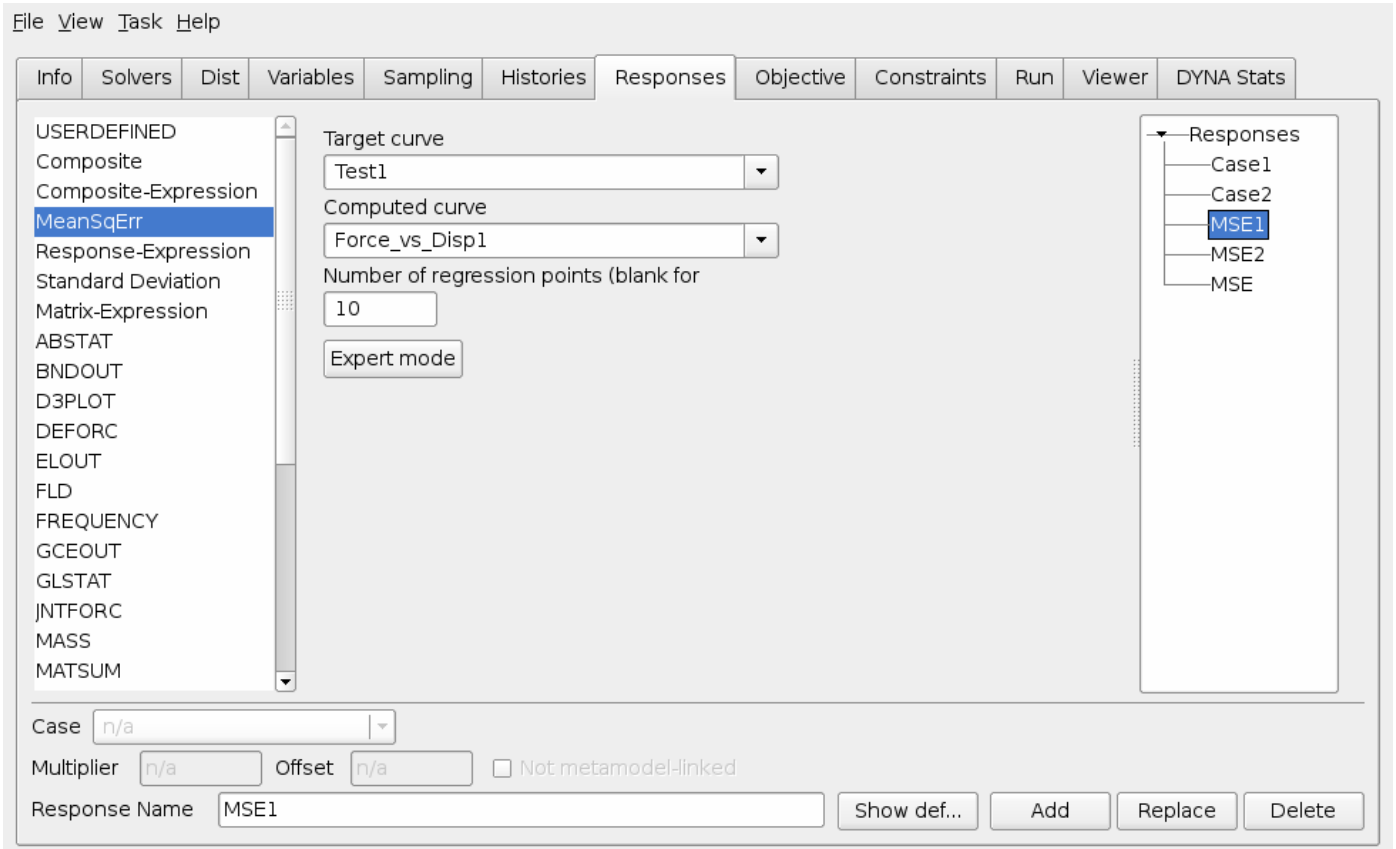 File View Task Help
Info Solvers Dist Variables Sampling Histories Responses Objective Constraints Run Viewer DYNA Stats
USERDEFINED
Composite
Composite-Expression
MeanSqErr
Response-Expression
Standard Deviation
Matrix-Expression
ABSTAT
BNDOUT
D3PLOT
DEFORC
ELOUT
FLD
FREQUENCY
GCEOUT
GLSTAT
JNTFORC
MASS
MATSUM
Target curve
Test1
Computed curve
Force_vs_Disp1
Number of regression points (blank for
10
Expert mode
Responses
Case1
Case2
MSE1
MSE2
MSE
Case n/a
Multiplier n/a Offset n/a Not metamodel-linked
Response Name MSE1 Show def... Add Replace Delete